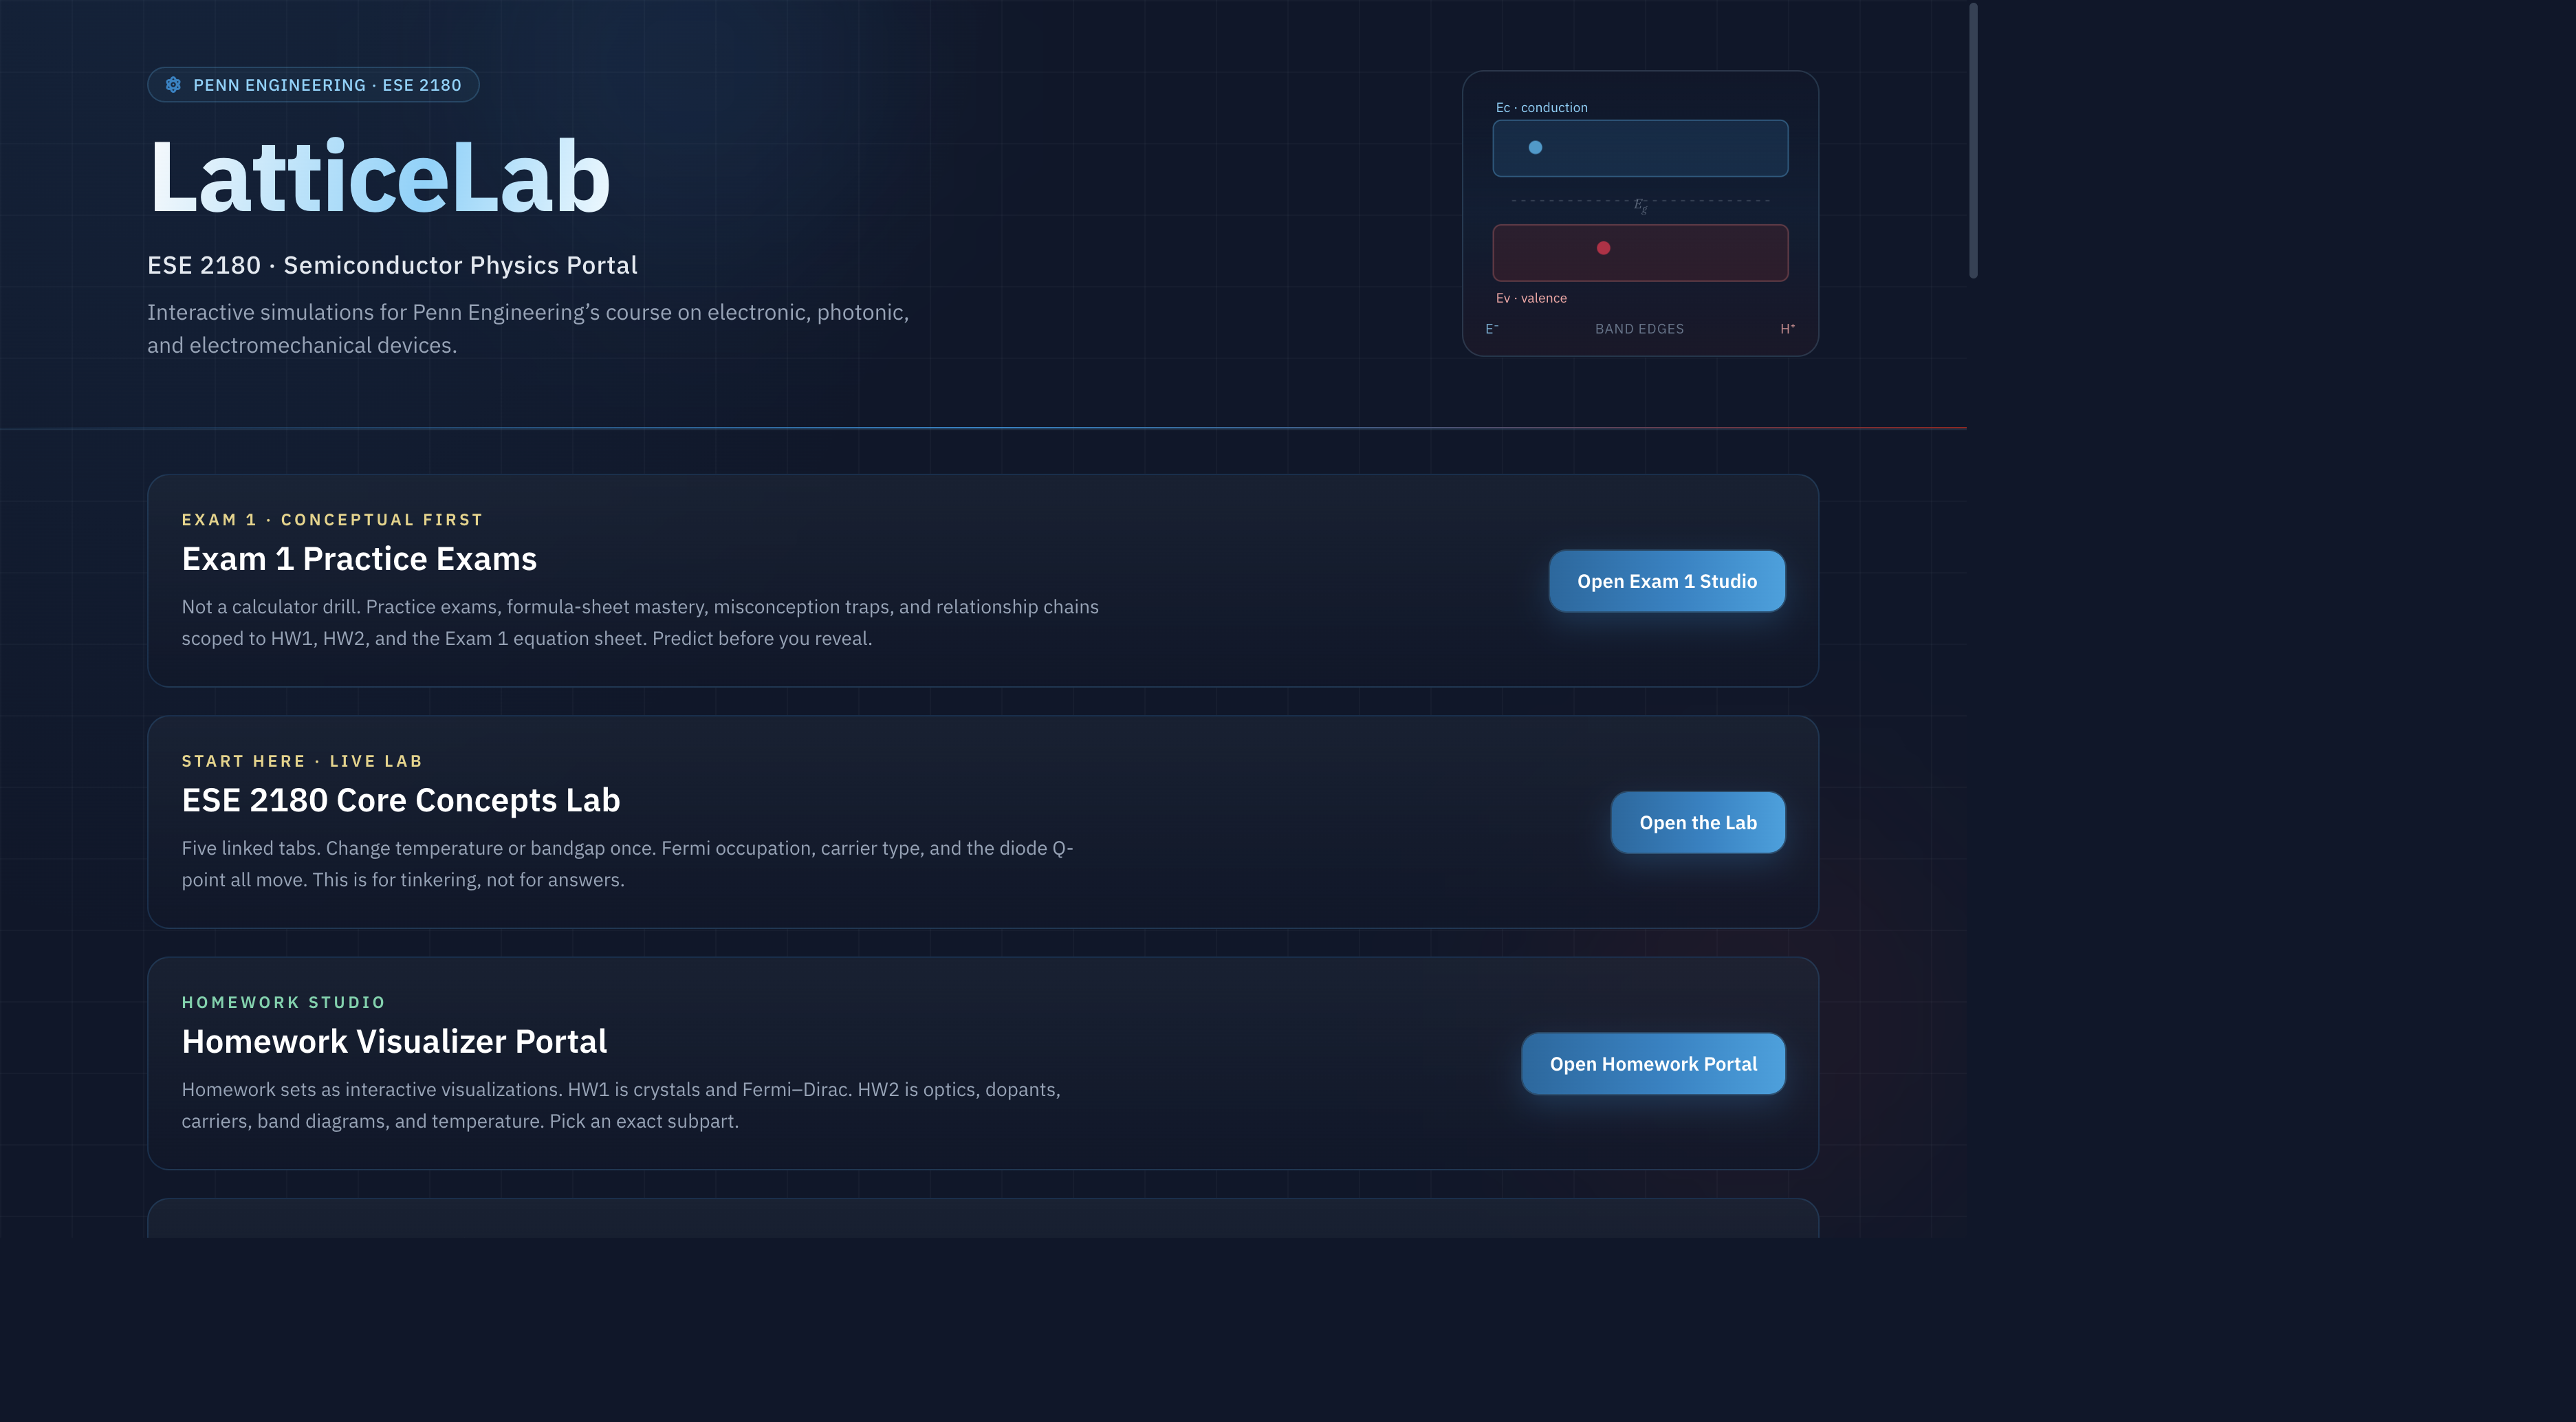 PENN ENGINEERING · ESE 2180
LatticeLab
ESE 2180 · Semiconductor Physics Portal
Interactive simulations for Penn Engineering’s course on electronic, photonic,
and electromechanical devices.
Ec · conduction
Eg
Ev · valence
E⁻ BAND EDGES H⁺
EXAM 1 · CONCEPTUAL FIRST
Exam 1 Practice Exams
Not a calculator drill. Practice exams, formula-sheet mastery, misconception traps, and relationship chains
scoped to HW1, HW2, and the Exam 1 equation sheet. Predict before you reveal.
Open Exam 1 Studio
START HERE · LIVE LAB
ESE 2180 Core Concepts Lab
Five linked tabs. Change temperature or bandgap once. Fermi occupation, carrier type, and the diode Q-
point all move. This is for tinkering, not for answers.
Open the Lab
HOMEWORK STUDIO
Homework Visualizer Portal
Homework sets as interactive visualizations. HW1 is crystals and Fermi–Dirac. HW2 is optics, dopants,
carriers, band diagrams, and temperature. Pick an exact subpart.
Open Homework Portal